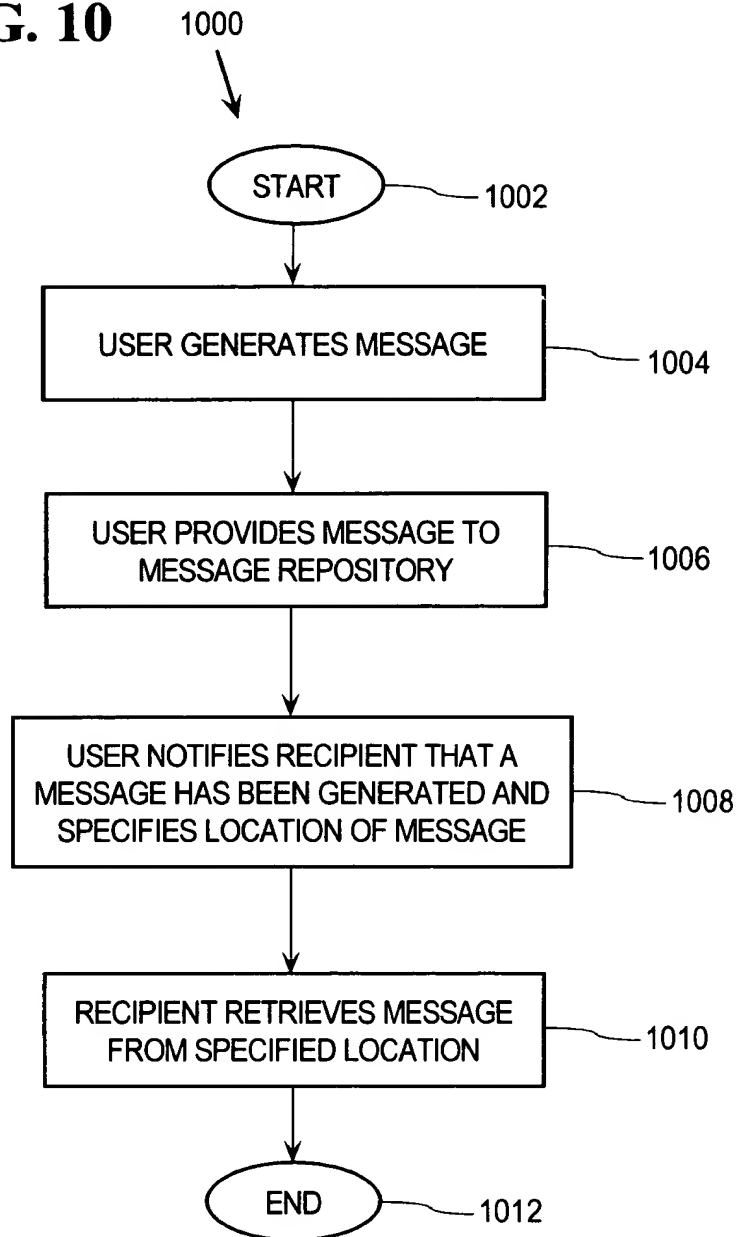 G. 10
1000
START
1002
USER GENERATES MESSAGE
1004
USER PROVIDES MESSAGE TO
MESSAGE REPOSITORY
1006
USER NOTIFIES RECIPIENT THAT A
MESSAGE HAS BEEN GENERATED AND
SPECIFIES LOCATION OF MESSAGE
1008
RECIPIENT RETRIEVES MESSAGE
FROM SPECIFIED LOCATION
1010
END
1012